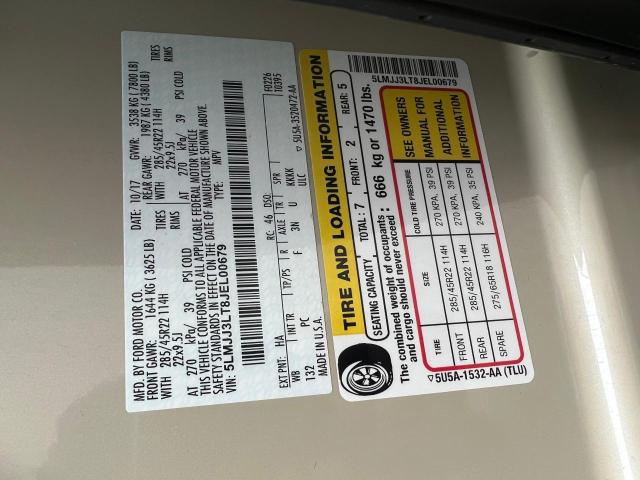 MFD. BY FORD MOTOR CO.
DATE: 10/17 GVWR: 3538 KG (7800 LB)
FRONT GAWR: 1644 KG (3625 LB) REAR GAWR: 1987 KG (4380 LB)
WITH 285/45R22 114H TIRES WITH 285/45R22 114H TIRES
22x9.5J RIMS 22x9.5J RIMS
AT 270 kPa/ 39 PSI COLD AT 270 kPa/ 39 PSI COLD
THIS VEHICLE CONFORMS TO ALL APPLICABLE FEDERAL MOTOR VEHICLE
SAFETY STANDARDS IN EFFECT ON THE DATE OF MANUFACTURE SHOWN ABOVE.
VIN: 5LMJJ3LT8JEL00679 TYPE: MPV
F0226
T0395
EXT PNT: HA RC: 46 DSO:
WB INT TR TP/PS R AXLE TR SPR
132 PC F 3N U KKKK
MADE IN U.S.A. ULC ▽5U5A-3520472-AA
TIRE AND LOADING INFORMATION
5LMJJ3LT8JEL00679
SEATING CAPACITY TOTAL: 7 FRONT: 2 REAR: 5
The combined weight of occupants and cargo should never exceed : 666 kg or 1470 lbs.
TIRE SIZE COLD TIRE PRESSURE
FRONT 285/45R22 114H 270 KPA, 39 PSI
REAR 285/45R22 114H 270 KPA, 39 PSI
SPARE 275/65R18 116H 240 KPA, 35 PSI
SEE OWNERS
MANUAL FOR
ADDITIONAL
INFORMATION
▽5U5A-1532-AA (TLU)